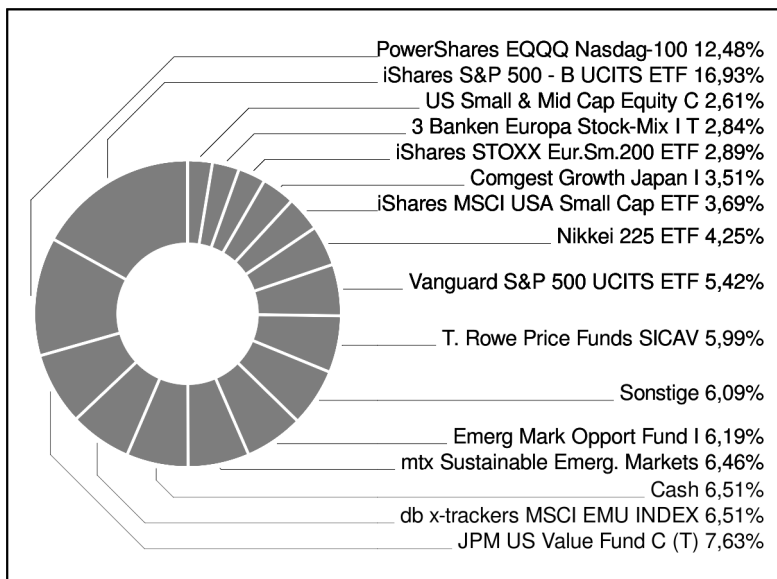 PowerShares EQQQ Nasdag-100 12,48%
iShares S&P 500 - B UCITS ETF 16,93%
US Small & Mid Cap Equity C 2,61%
3 Banken Europa Stock-Mix I T 2,84%
iShares STOXX Eur.Sm.200 ETF 2,89%
Comgest Growth Japan I 3,51%
iShares MSCI USA Small Cap ETF 3,69%
Nikkei 225 ETF 4,25%
Vanguard S&P 500 UCITS ETF 5,42%
T. Rowe Price Funds SICAV 5,99%
Sonstige 6,09%
Emerg Mark Opport Fund I 6,19%
mtx Sustainable Emerg. Markets 6,46%
Cash 6,51%
db x-trackers MSCI EMU INDEX 6,51%
JPM US Value Fund C (T) 7,63%